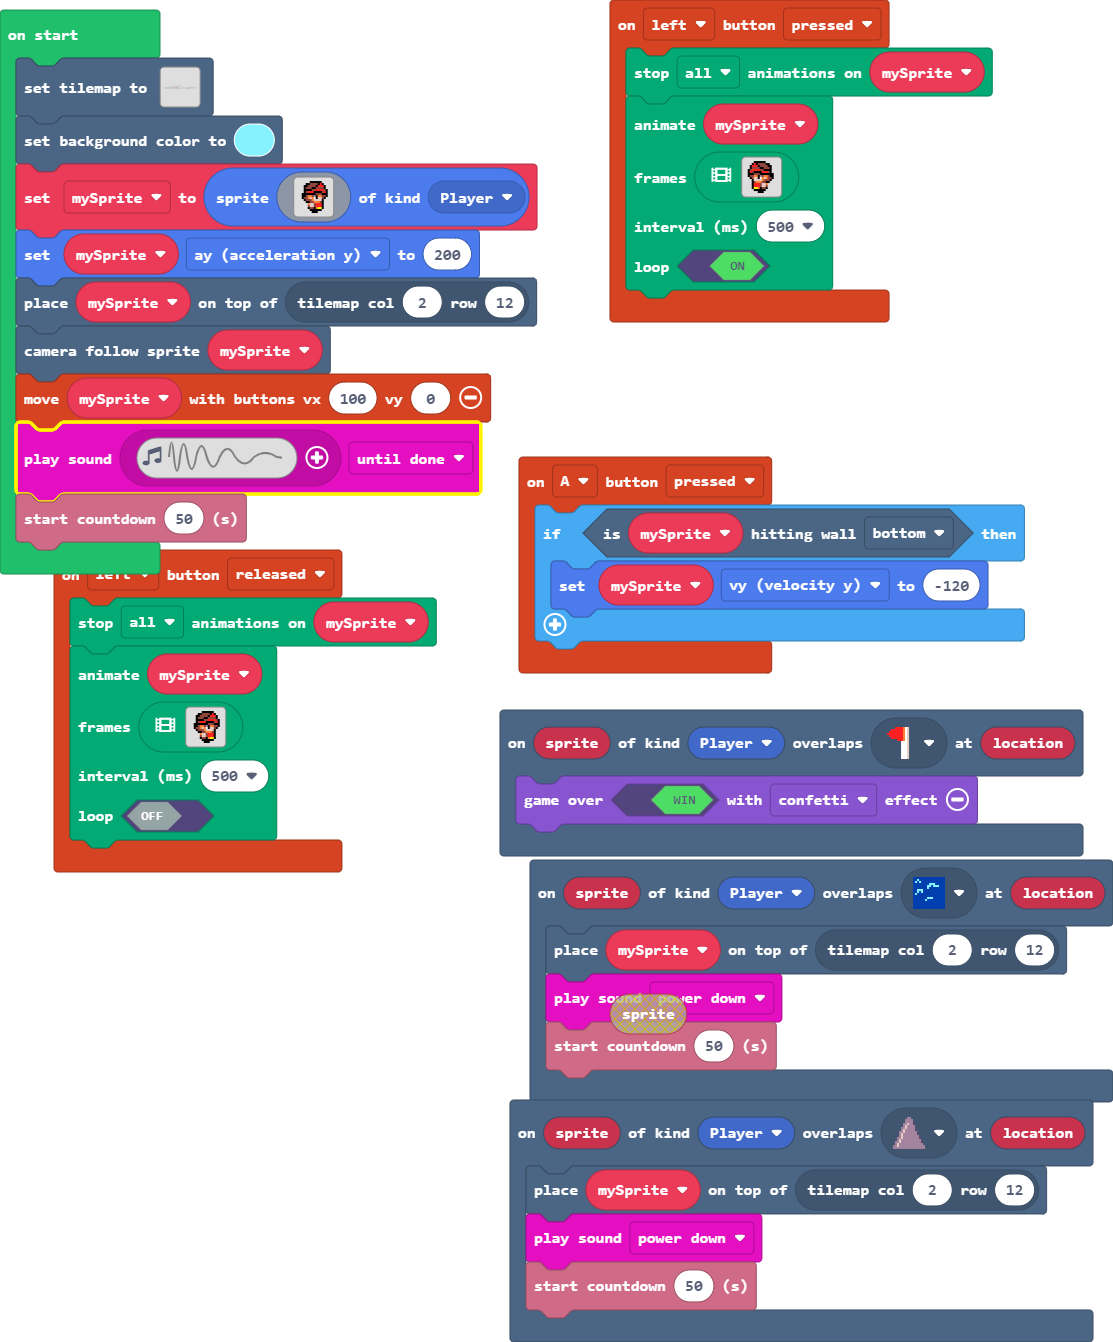 on start
set tilemap to
set background color to
set mySprite to sprite of kind Player
set mySprite ay (acceleration y) to 200
place mySprite on top of tilemap col 2 row 12
camera follow sprite mySprite
move mySprite with buttons vx 100 vy 0
play sound until done
start countdown 50 (s)
on left button released
stop all animations on mySprite
animate mySprite
frames
interval (ms) 500
loop OFF
on left button pressed
stop all animations on mySprite
animate mySprite
frames
interval (ms) 500
loop ON
on A button pressed
if is mySprite hitting wall bottom then
set mySprite vy (velocity y) to -120
on sprite of kind Player overlaps at location
game over WIN with confetti effect
on sprite of kind Player overlaps at location
place mySprite on top of tilemap col 2 row 12
play sound power down
sprite
start countdown 50 (s)
on sprite of kind Player overlaps at location
place mySprite on top of tilemap col 2 row 12
play sound power down
start countdown 50 (s)